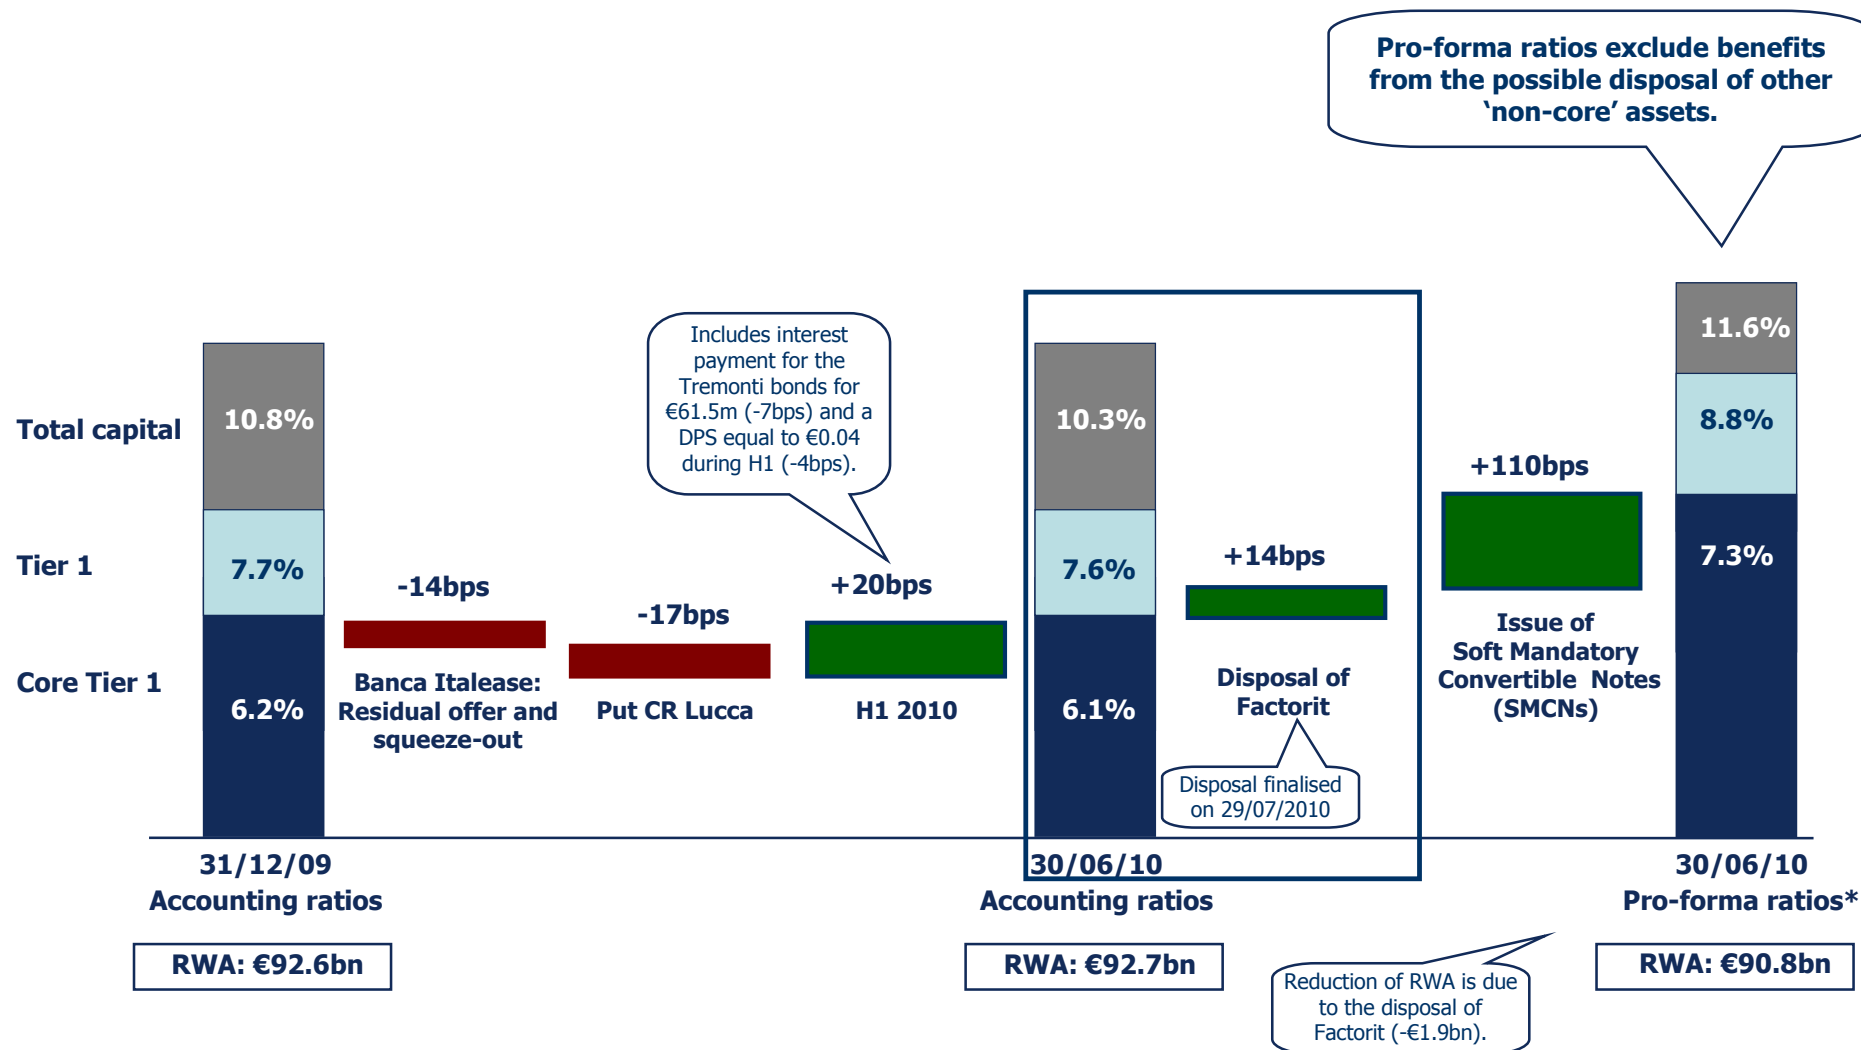 Pro-forma ratios exclude benefits
from the possible disposal of other
‘non-core’ assets.
Includes interest
payment for the
Tremonti bonds for
€61.5m (-7bps) and a
DPS equal to €0.04
during H1 (-4bps).
Total capital
Tier 1
Core Tier 1
10.8%
7.7%
6.2%
-14bps
Banca Italease:
Residual offer and
squeeze-out
-17bps
Put CR Lucca
+20bps
H1 2010
10.3%
7.6%
6.1%
+14bps
Disposal of
Factorit
Disposal finalised
on 29/07/2010
+110bps
Issue of
Soft Mandatory
Convertible Notes
(SMCNs)
11.6%
8.8%
7.3%
31/12/09
Accounting ratios
30/06/10
Accounting ratios
30/06/10
Pro-forma ratios*
RWA: €92.6bn
RWA: €92.7bn
RWA: €90.8bn
Reduction of RWA is due
to the disposal of
Factorit (-€1.9bn).